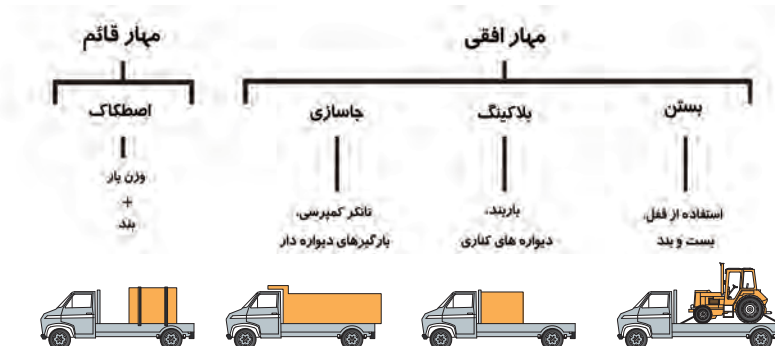 مهار افقی
مهار قائم
بستن
بلاکینگ
جاسازی
اصطکاک
استفاده از قفل،
بست و بند
باربند،
دیواره های کناری
تانکر کمپرسی،
بارگیرهای دیواره دار
وزن بار
+
بند